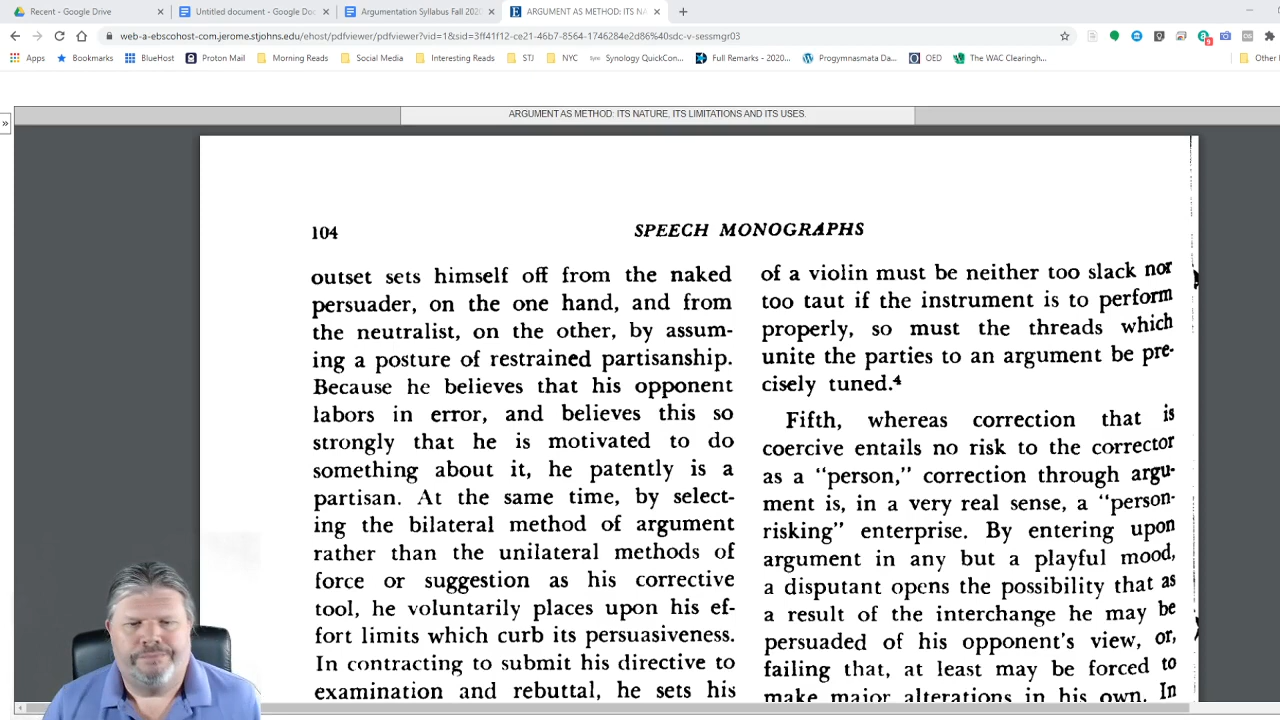 Recent - Google Drive
Untitled document - Google Doc
Argumentation Syllabus Fall 2020
ARGUMENT AS METHOD: ITS NA
web-a-ebscohost-com.jerome.stjohns.edu/ehost/pdfviewer/pdfviewer?vid=1&sid=3ff41f12-ce21-46b7-8564-1746284e2d86%40sdc-v-sessmgr03
Apps
Bookmarks
BlueHost
Proton Mail
Morning Reads
Social Media
Interesting Reads
STJ
NYC
Synology QuickCon...
Full Remarks - 2020...
Progymnasmata Da...
OED
The WAC Clearingh...
Other
»
ARGUMENT AS METHOD: ITS NATURE, ITS LIMITATIONS AND ITS USES.
104
SPEECH MONOGRAPHS
outset sets himself off from the naked
persuader, on the one hand, and from
the neutralist, on the other, by assum-
ing a posture of restrained partisanship.
Because he believes that his opponent
labors in error, and believes this so
strongly that he is motivated to do
something about it, he patently is a
partisan. At the same time, by select-
ing the bilateral method of argument
rather than the unilateral methods of
force or suggestion as his corrective
tool, he voluntarily places upon his ef-
fort limits which curb its persuasiveness.
In contracting to submit his directive to
examination and rebuttal, he sets his
of a violin must be neither too slack nor
too taut if the instrument is to perform
properly, so must the threads which
unite the parties to an argument be pre-
cisely tuned.⁴
Fifth, whereas correction that is
coercive entails no risk to the corrector
as a “person,” correction through argu-
ment is, in a very real sense, a “person-
risking” enterprise. By entering upon
argument in any but a playful mood,
a disputant opens the possibility that as
a result of the interchange he may be
persuaded of his opponent's view, or,
failing that, at least may be forced to
make major alterations in his own. In